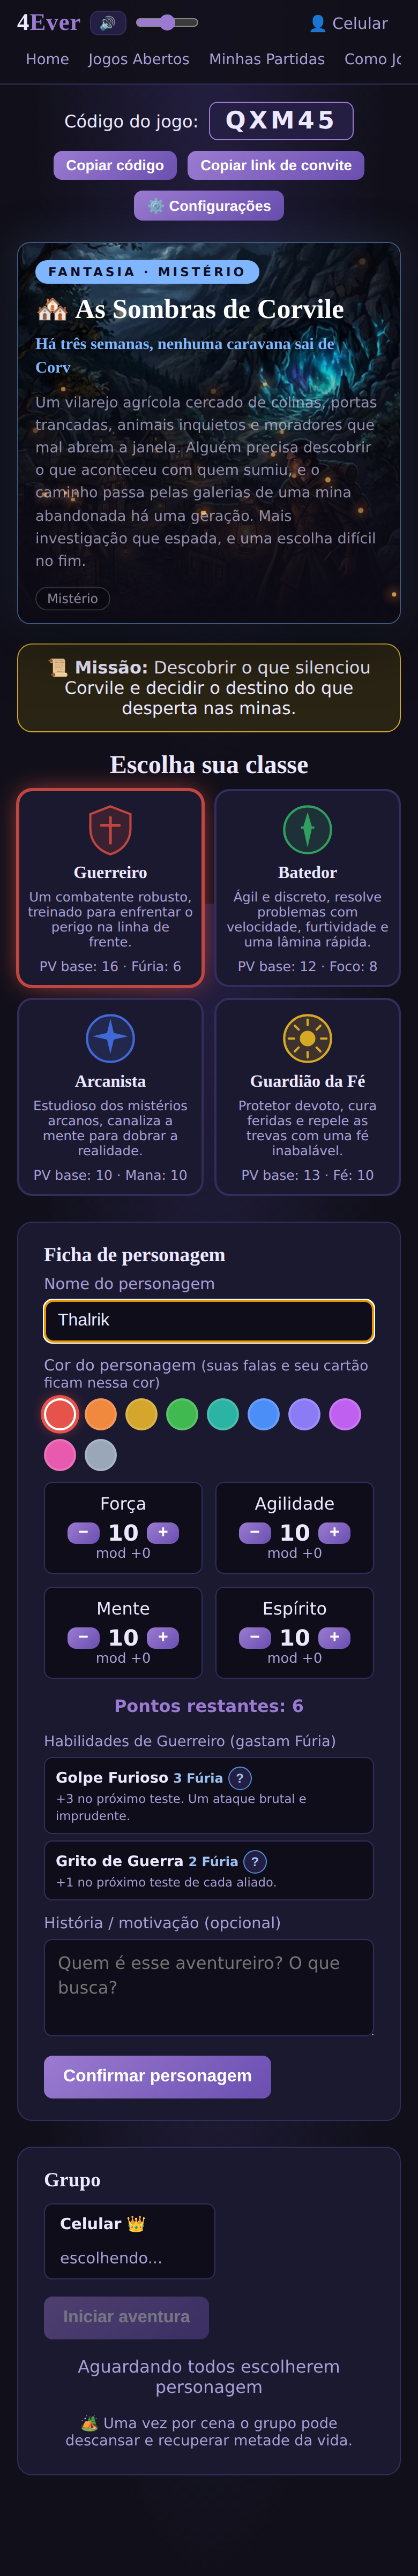 4Ever 🔊 👤 Celular
Home Jogos Abertos Minhas Partidas Como Jo
Código do jogo: QXM45
Copiar código Copiar link de convite
⚙️ Configurações
FANTASIA · MISTÉRIO
🏘️ As Sombras de Corvile
Há três semanas, nenhuma caravana sai de
Corv
Um vilarejo agrícola cercado de colinas, portas
trancadas, animais inquietos e moradores que
mal abrem a janela. Alguém precisa descobrir
o que aconteceu com quem sumiu, e o
caminho passa pelas galerias de uma mina
abandonada há uma geração. Mais
investigação que espada, e uma escolha difícil
no fim.
Mistério
📜 Missão: Descobrir o que silenciou
Corvile e decidir o destino do que
desperta nas minas.
Escolha sua classe
Guerreiro
Um combatente robusto,
treinado para enfrentar o
perigo na linha de
frente.
PV base: 16 · Fúria: 6
Batedor
Ágil e discreto, resolve
problemas com
velocidade, furtividade e
uma lâmina rápida.
PV base: 12 · Foco: 8
Arcanista
Estudioso dos mistérios
arcanos, canaliza a
mente para dobrar a
realidade.
PV base: 10 · Mana: 10
Guardião da Fé
Protetor devoto, cura
feridas e repele as
trevas com uma fé
inabalável.
PV base: 13 · Fé: 10
Ficha de personagem
Nome do personagem
Thalrik
Cor do personagem (suas falas e seu cartão
ficam nessa cor)
Força
− 10 +
mod +0
Agilidade
− 10 +
mod +0
Mente
− 10 +
mod +0
Espírito
− 10 +
mod +0
Pontos restantes: 6
Habilidades de Guerreiro (gastam Fúria)
Golpe Furioso 3 Fúria ?
+3 no próximo teste. Um ataque brutal e
imprudente.
Grito de Guerra 2 Fúria ?
+1 no próximo teste de cada aliado.
História / motivação (opcional)
Quem é esse aventureiro? O que
busca?
Confirmar personagem
Grupo
Celular 👑
escolhendo...
Iniciar aventura
Aguardando todos escolherem
personagem
🏕️ Uma vez por cena o grupo pode
descansar e recuperar metade da vida.